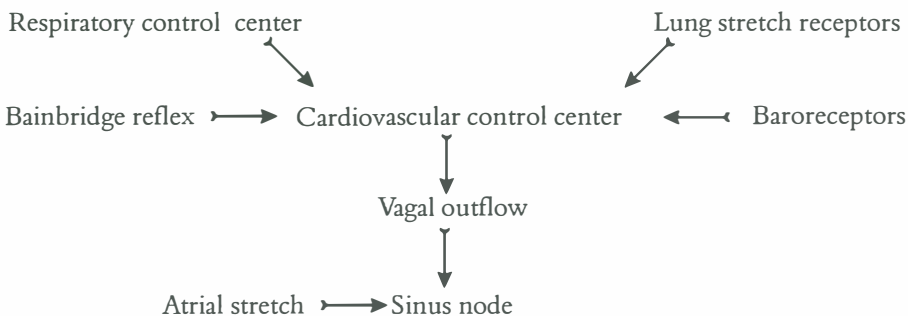 Respiratory control center
Lung stretch receptors
Bainbridge reflex
Cardiovascular control center
Baroreceptors
Vagal outflow
Atrial stretch
Sinus node